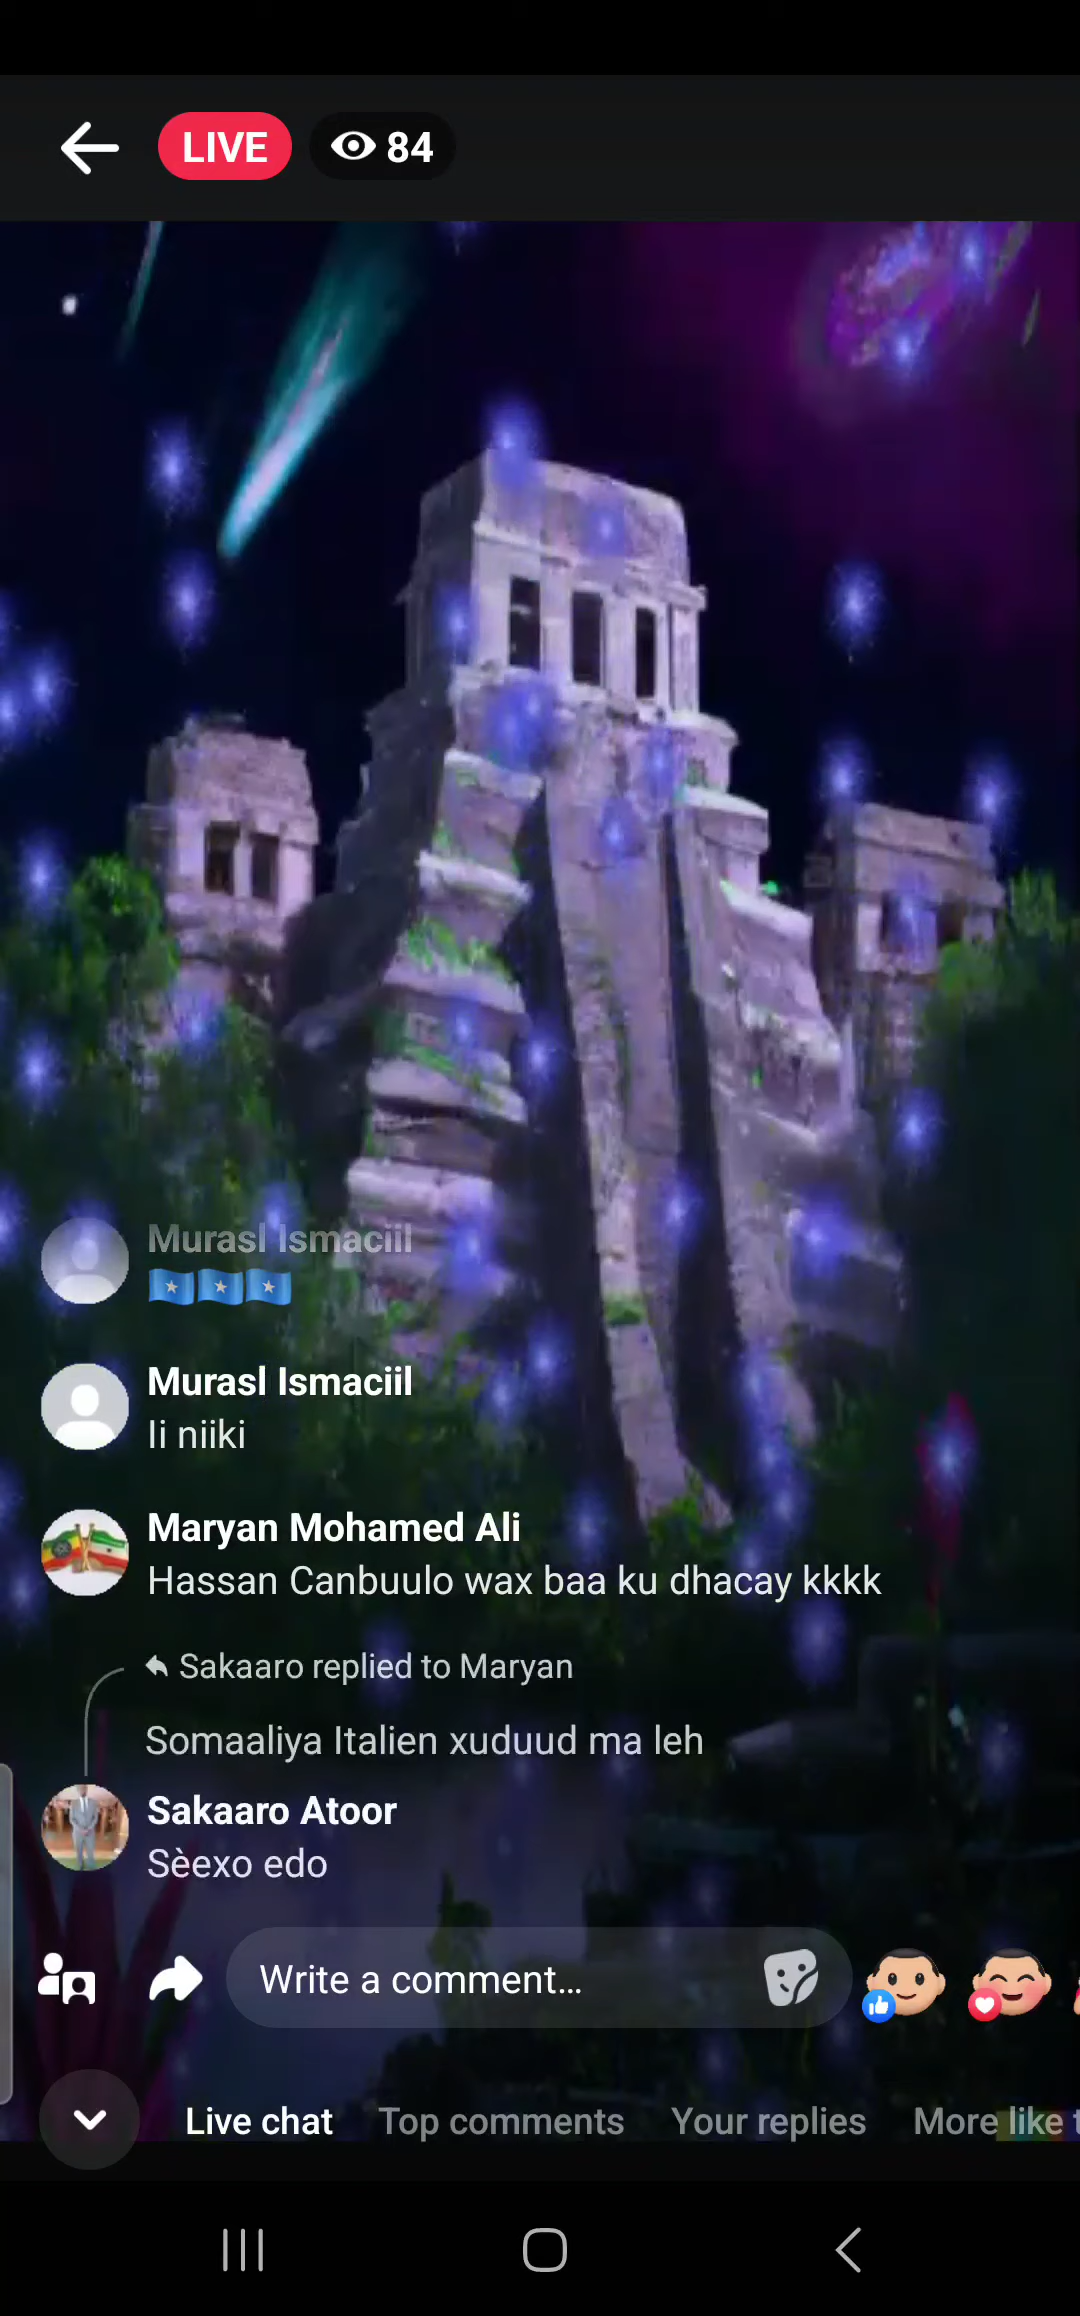 LIVE 84
Murasl Ismaciil
🇸🇴🇸🇴🇸🇴
Murasl Ismaciil
Ii niiki
Maryan Mohamed Ali
Hassan Canbuulo wax baa ku dhacay kkkk
Sakaaro replied to Maryan
Somaaliya Italien xuduud ma leh
Sakaaro Atoor
Sèexo edo
Write a comment...
Live chat Top comments Your replies More like t